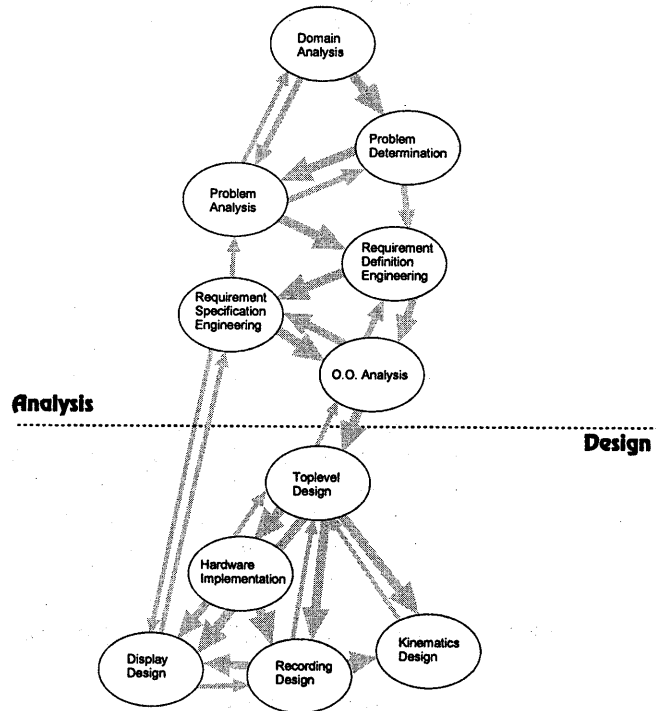 Domain
Analysis
Problem
Determination
Problem
Analysis
Requirement
Definition
Engineering
Requirement
Specification
Engineering
O.O. Analysis
Analysis
Design
Toplevel
Design
Hardware
Implementation
Display
Design
Recording
Design
Kinematics
Design